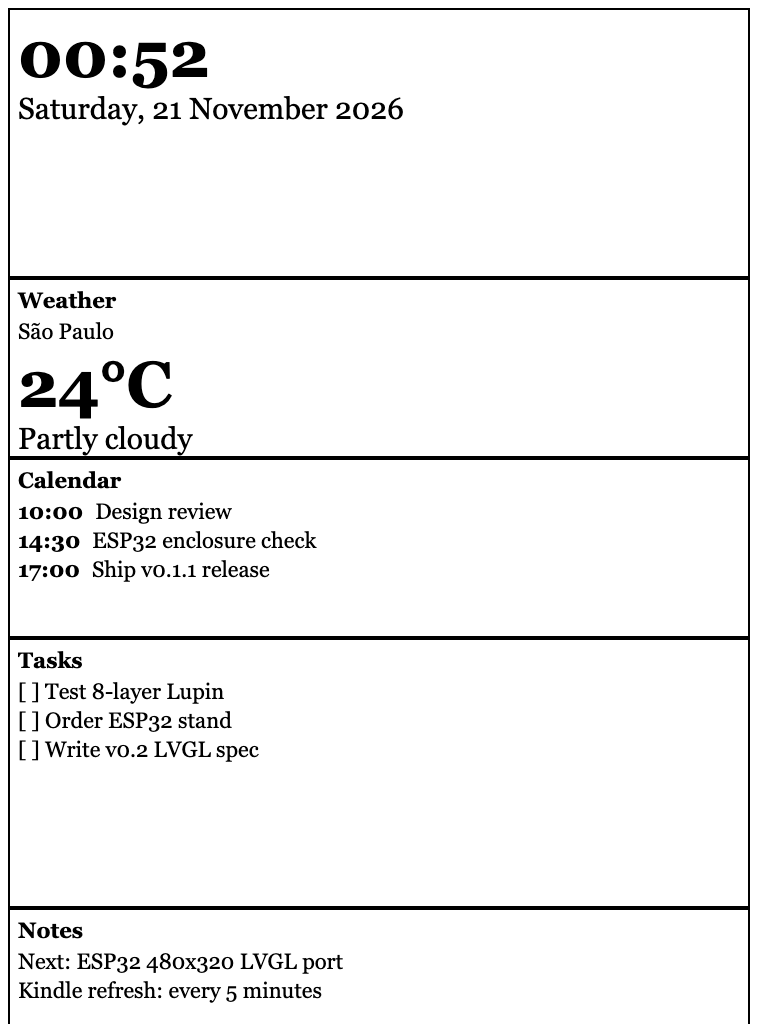 00:52
Saturday, 21 November 2026
Weather
São Paulo
24°C
Partly cloudy
Calendar
10:00 Design review
14:30 ESP32 enclosure check
17:00 Ship v0.1.1 release
Tasks
[ ] Test 8-layer Lupin
[ ] Order ESP32 stand
[ ] Write v0.2 LVGL spec
Notes
Next: ESP32 480x320 LVGL port
Kindle refresh: every 5 minutes